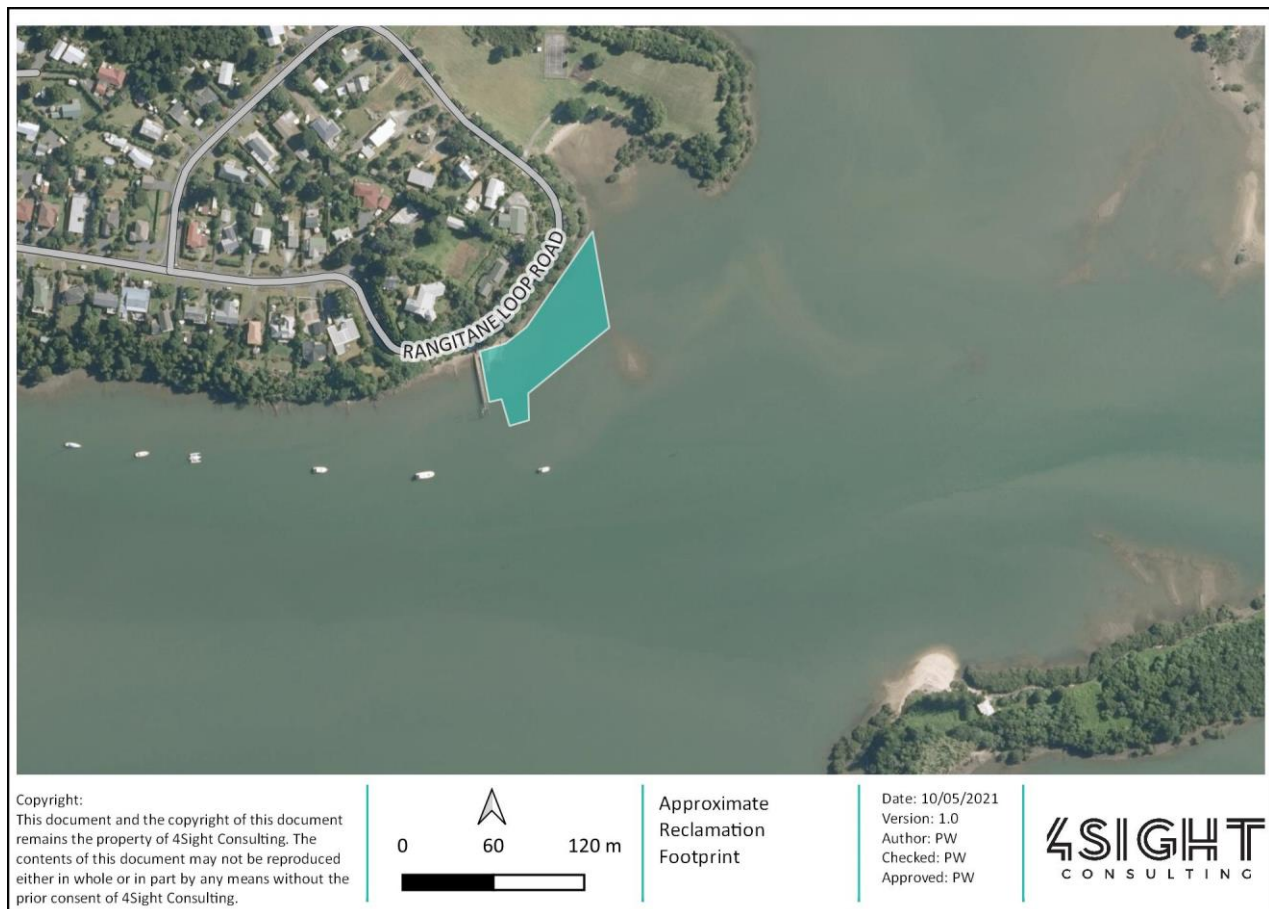 RANGITANE LOOP ROAD
Copyright:
This document and the copyright of this document
remains the property of 4Sight Consulting. The
contents of this document may not be reproduced
either in whole or in part by any means without the
prior consent of 4Sight Consulting.
0 60 120 m
Approximate
Reclamation
Footprint
Date: 10/05/2021
Version: 1.0
Author: PW
Checked: PW
Approved: PW
4SIGHT
CONSULTING